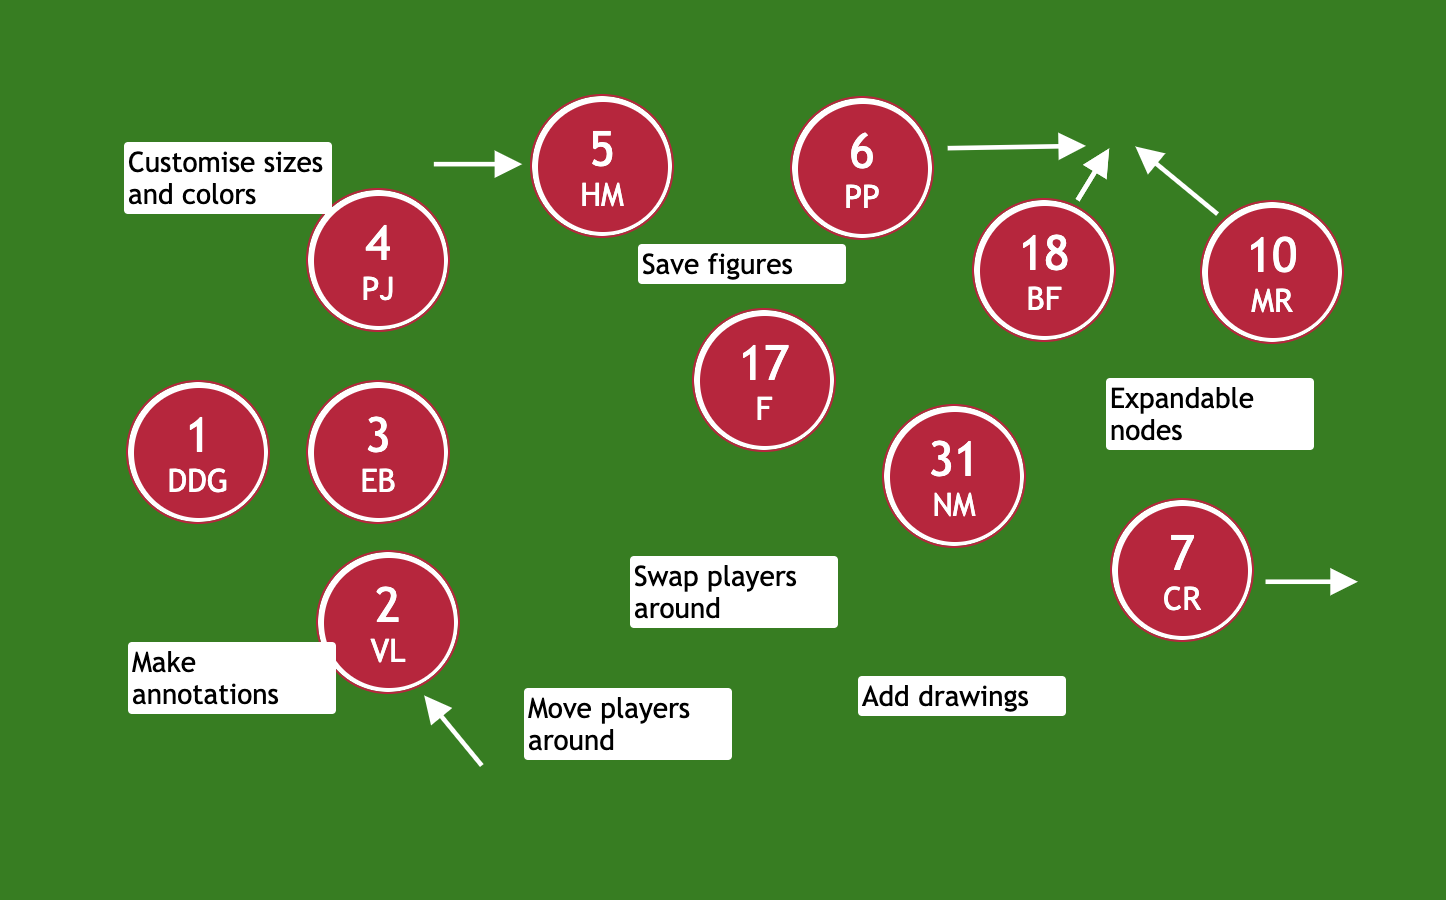 Customise sizes
and colors
5
HM
6
PP
4
PJ
Save figures
18
BF
10
MR
17
F
Expandable
nodes
1
DDG
3
EB
31
NM
7
CR
Swap players
around
2
VL
Make
annotations
Move players
around
Add drawings